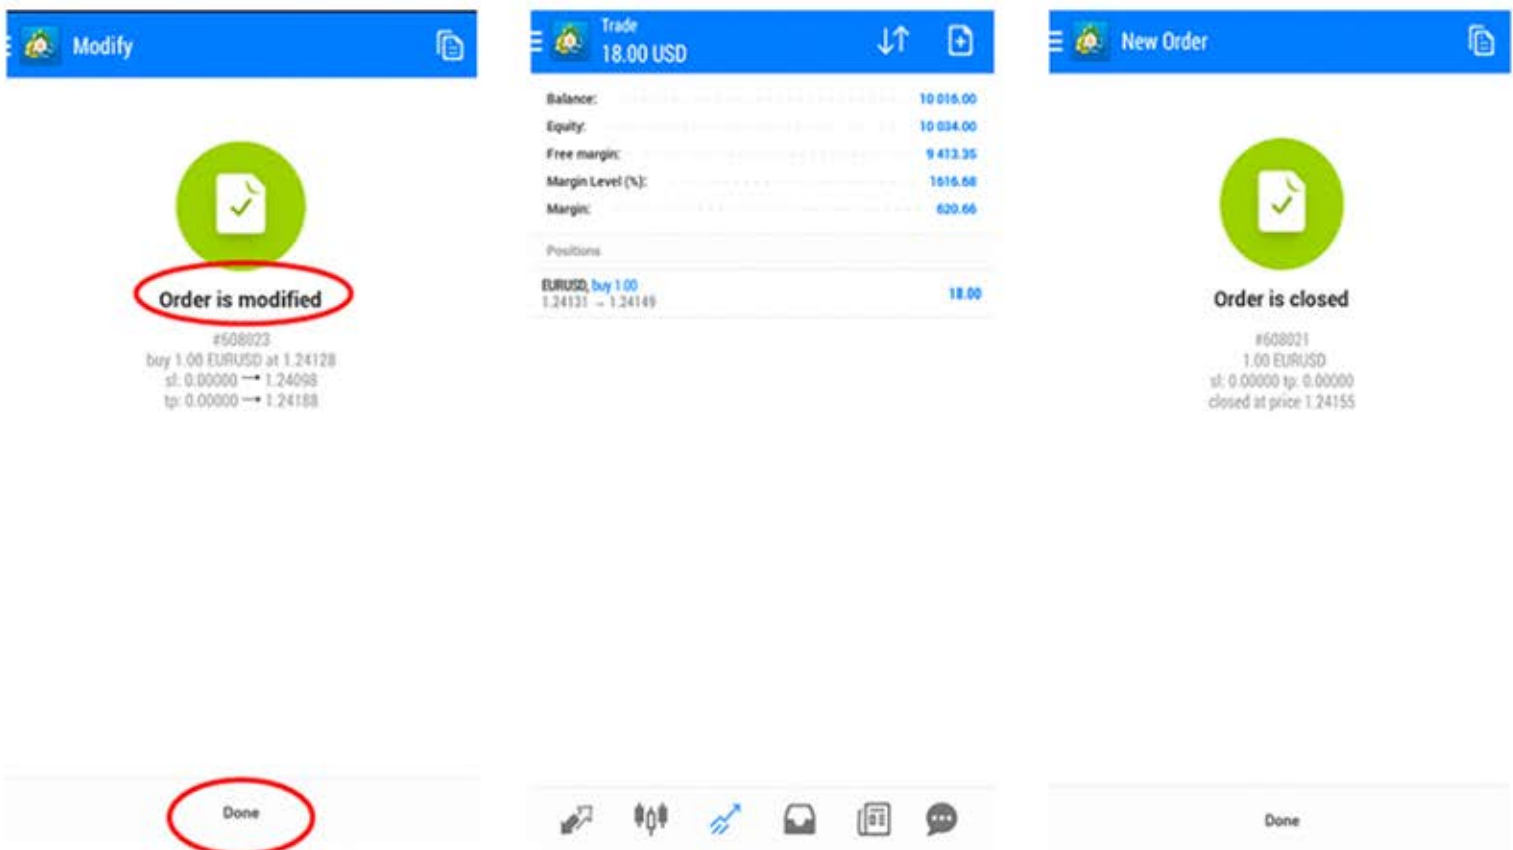 Modify
Order is modified
#608023
buy 1.00 EURUSD at 1.24128
sl: 0.00000 → 1.24098
tp: 0.00000 → 1.24188
Done
Trade
18.00 USD
Balance: 10 016.00
Equity: 10 034.00
Free margin: 9 413.35
Margin Level (%): 1616.68
Margin: 620.66
Positions
EURUSD, buy 1.00 18.00
1.24131 → 1.24149
New Order
Order is closed
#608021
1.00 EURUSD
sl: 0.00000 tp: 0.00000
closed at price 1.24155
Done